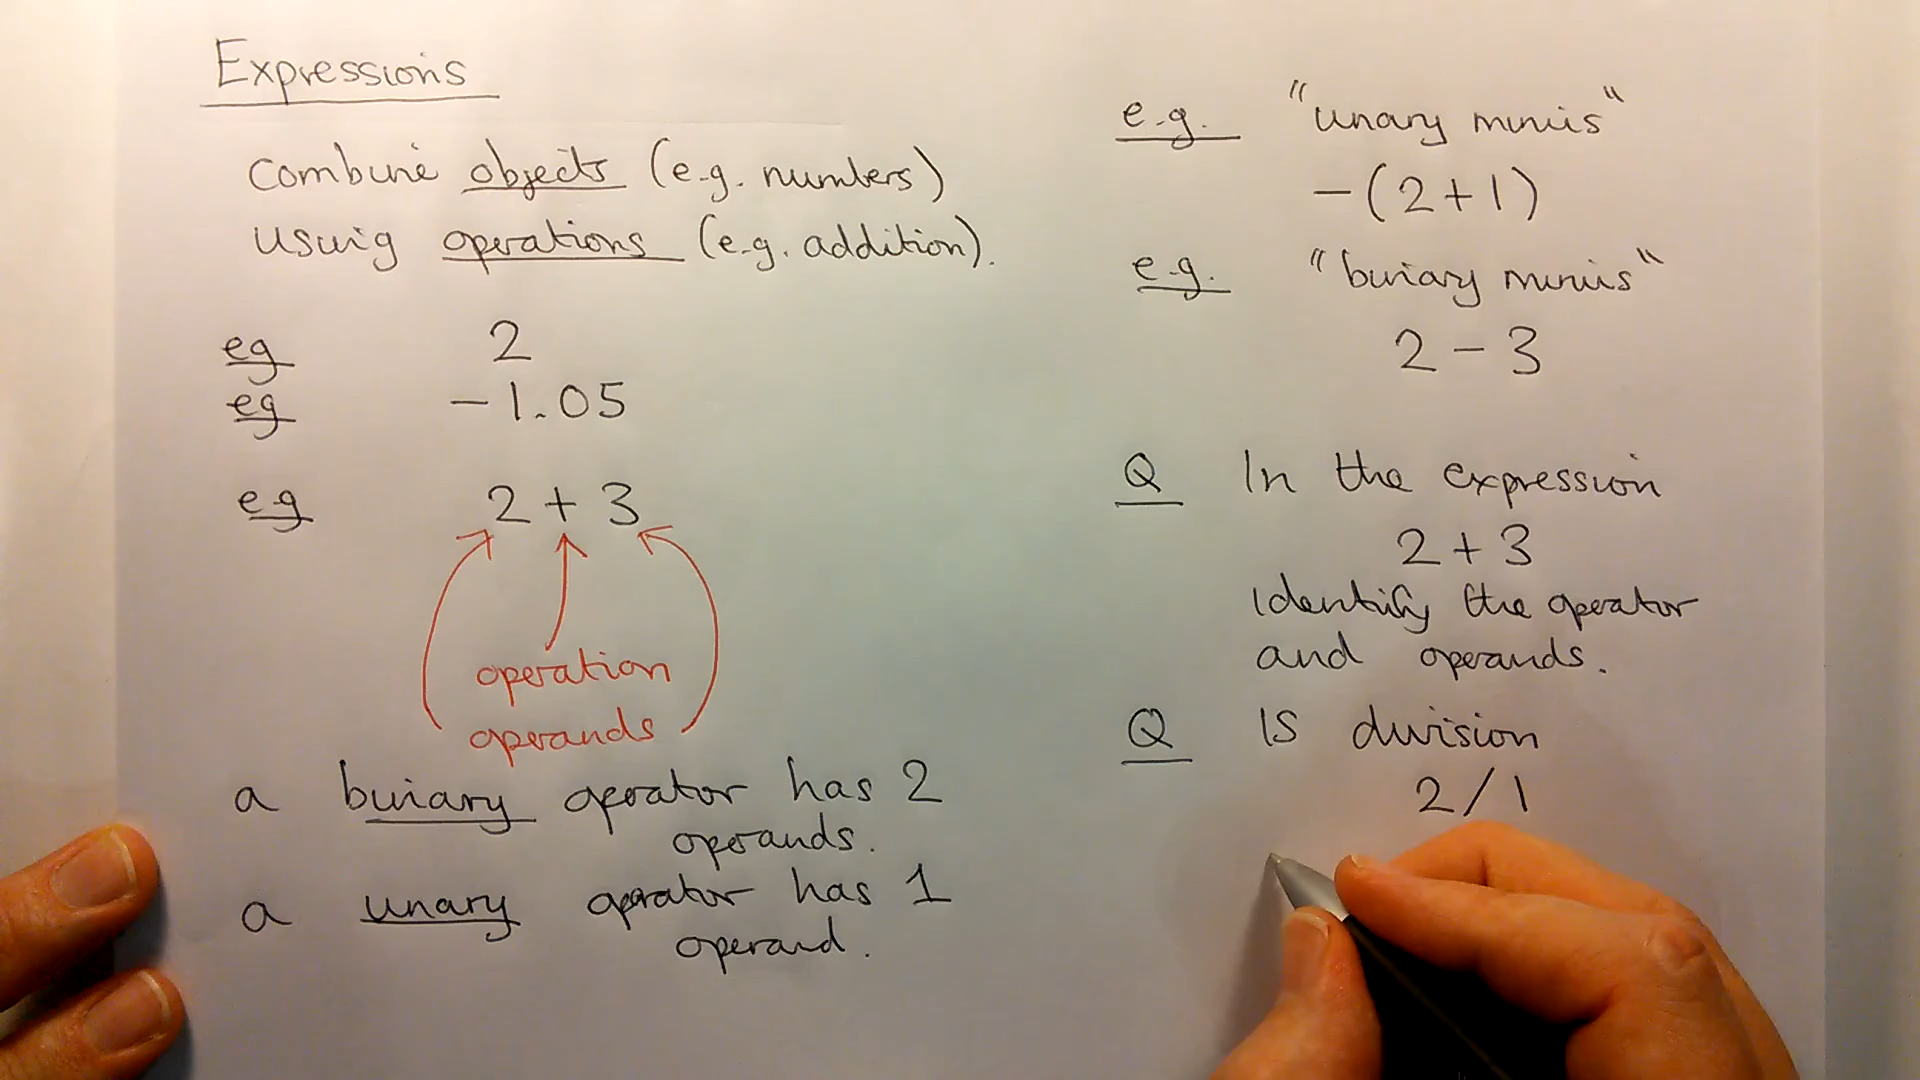 Expressions
combine objects (e.g. numbers)
using operations (e.g. addition).
eg 2
eg -1.05
eg 2 + 3
operation
operands
a binary operator has 2
operands.
a unary operator has 1
operand.
e.g. "unary minus"
-(2+1)
e.g. "binary minus"
2 - 3
Q In the expression
2 + 3
identify the operator
and operands.
Q IS division
2/1